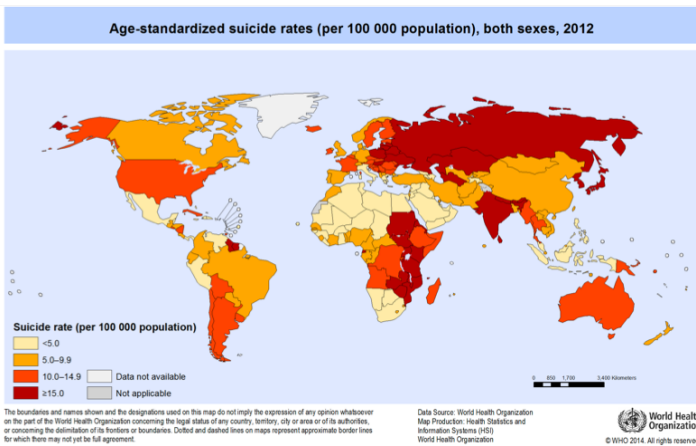 Age-standardized suicide rates (per 100 000 population), both sexes, 2012
Suicide rate (per 100 000 population)
<5.0
5.0–9.9
10.0–14.9
≥15.0
Data not available
Not applicable
0 850 1,700 3,400 Kilometers
The boundaries and names shown and the designations used on this map do not imply the expression of any opinion whatsoever
on the part of the World Health Organization concerning the legal status of any country, territory, city or area or of its authorities,
or concerning the delimitation of its frontiers or boundaries. Dotted and dashed lines on maps represent approximate border lines
for which there may not yet be full agreement.
Data Source: World Health Organization
Map Production: Health Statistics and
Information Systems (HSI)
World Health Organization
World Healt
Organizatio
© WHO 2014. All rights reserve